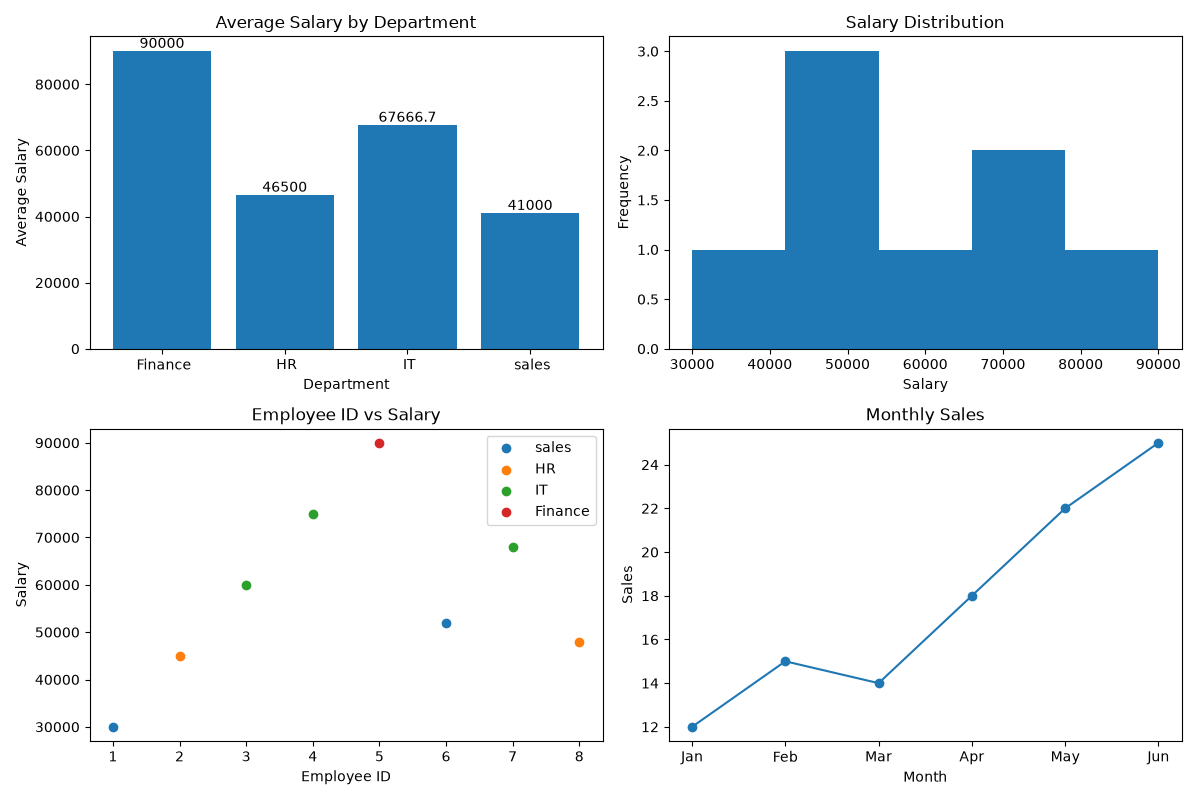 Average Salary by Department
90000
67666.7
46500
41000
80000
60000
40000
20000
0
Average Salary
Finance HR IT sales
Department
Salary Distribution
3.0
2.5
2.0
1.5
1.0
0.5
0.0
Frequency
30000 40000 50000 60000 70000 80000 90000
Salary
Employee ID vs Salary
90000
80000
70000
60000
50000
40000
30000
Salary
sales
HR
IT
Finance
1 2 3 4 5 6 7 8
Employee ID
Monthly Sales
24
22
20
18
16
14
12
Sales
Jan Feb Mar Apr May Jun
Month